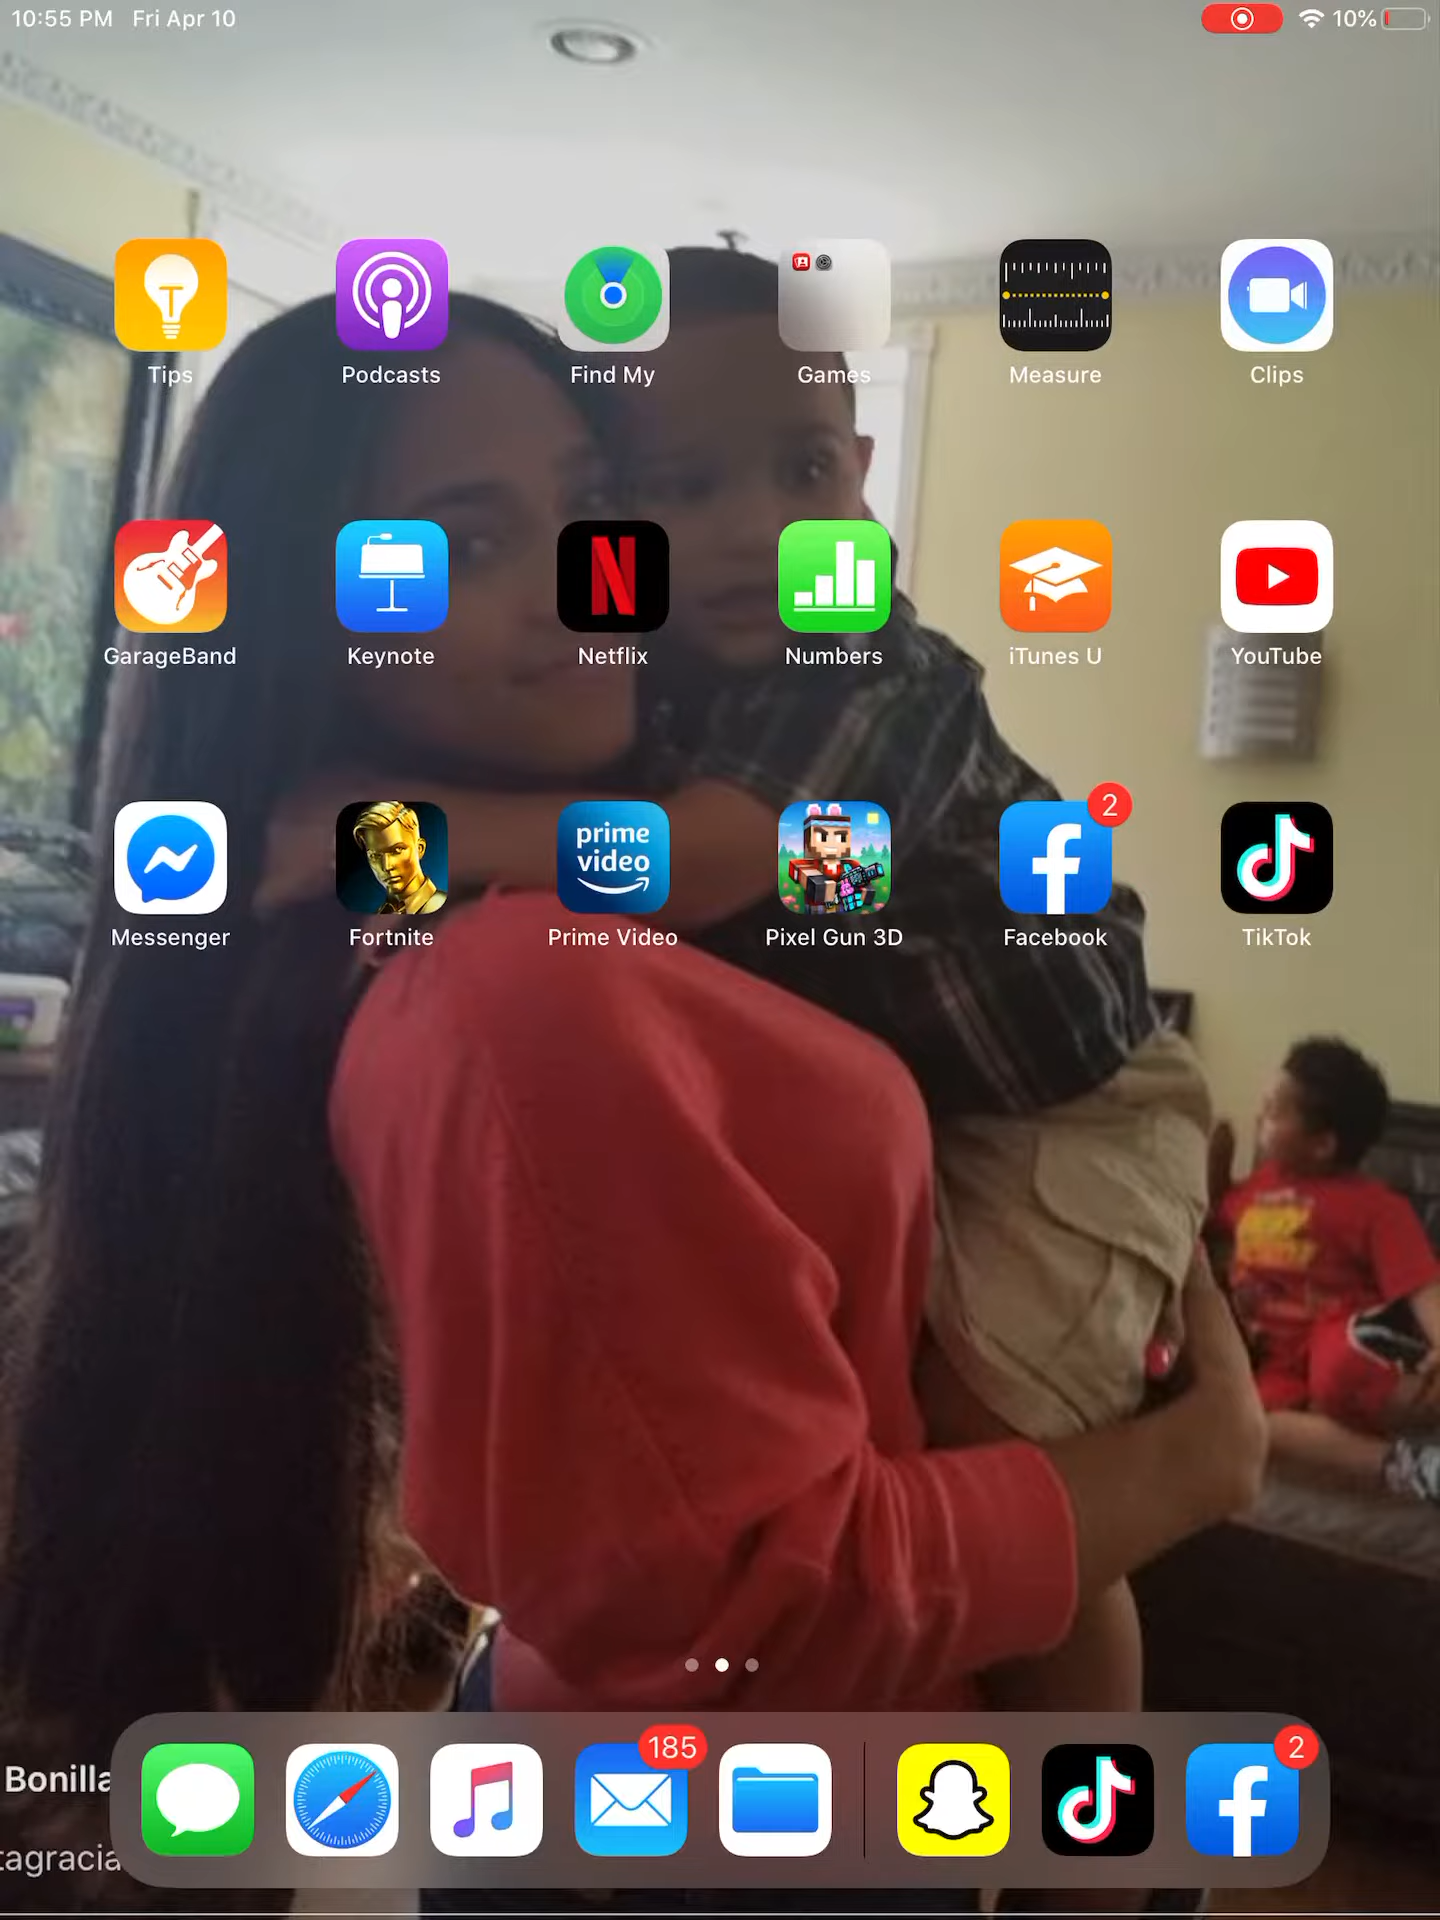 10:55 PM Fri Apr 10 10%
Tips Podcasts Find My Games Measure Clips
GarageBand Keynote Netflix Numbers iTunes U YouTube
prime
video
2
Messenger Fortnite Prime Video Pixel Gun 3D Facebook TikTok
185 2
Bonilla
tagracia